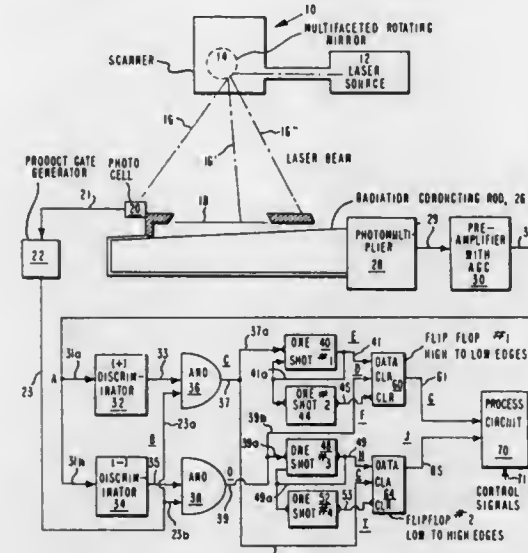 10
MULTIFACETED ROTATING
MIRROR
SCANNER
14
12
LASER
SOURCE
16
16'
16"
LASER BEAM
PRODUCT GATE
GENERATOR
PHOTO
CELL
21
20
18
RADIATION CONDUCTING ROD, 26
22
PHOTOMULTI-
PLIER
28
29
PRE-
AMPLIFIER
WITH
AGC
30
23
A
31a
(+)
DISCRIM-
INATOR
32
33
AND
36
C
37
37a
ONE 40
SHOT #1
E
41
41a
ONE #
SHOT 2
44
45
D
F
DATA
CLA
60
CLR
FLIP FLOP #1
HIGH TO LOW EDGES
61
G
PROCESS
CIRCUIT
70
71
CONTROL
SIGNALS
B
23a
31b
(-)
DISCRIM-
INATOR
34
35
AND
38
D
39
23b
39b
39a
ONE 48
SHOT #3
H
49
49a
ONE 52
SHOT #4
53
C
I
DATA
CLA
64
CLR
J
65
FLIPFLOP #2
LOW TO HIGH EDGES